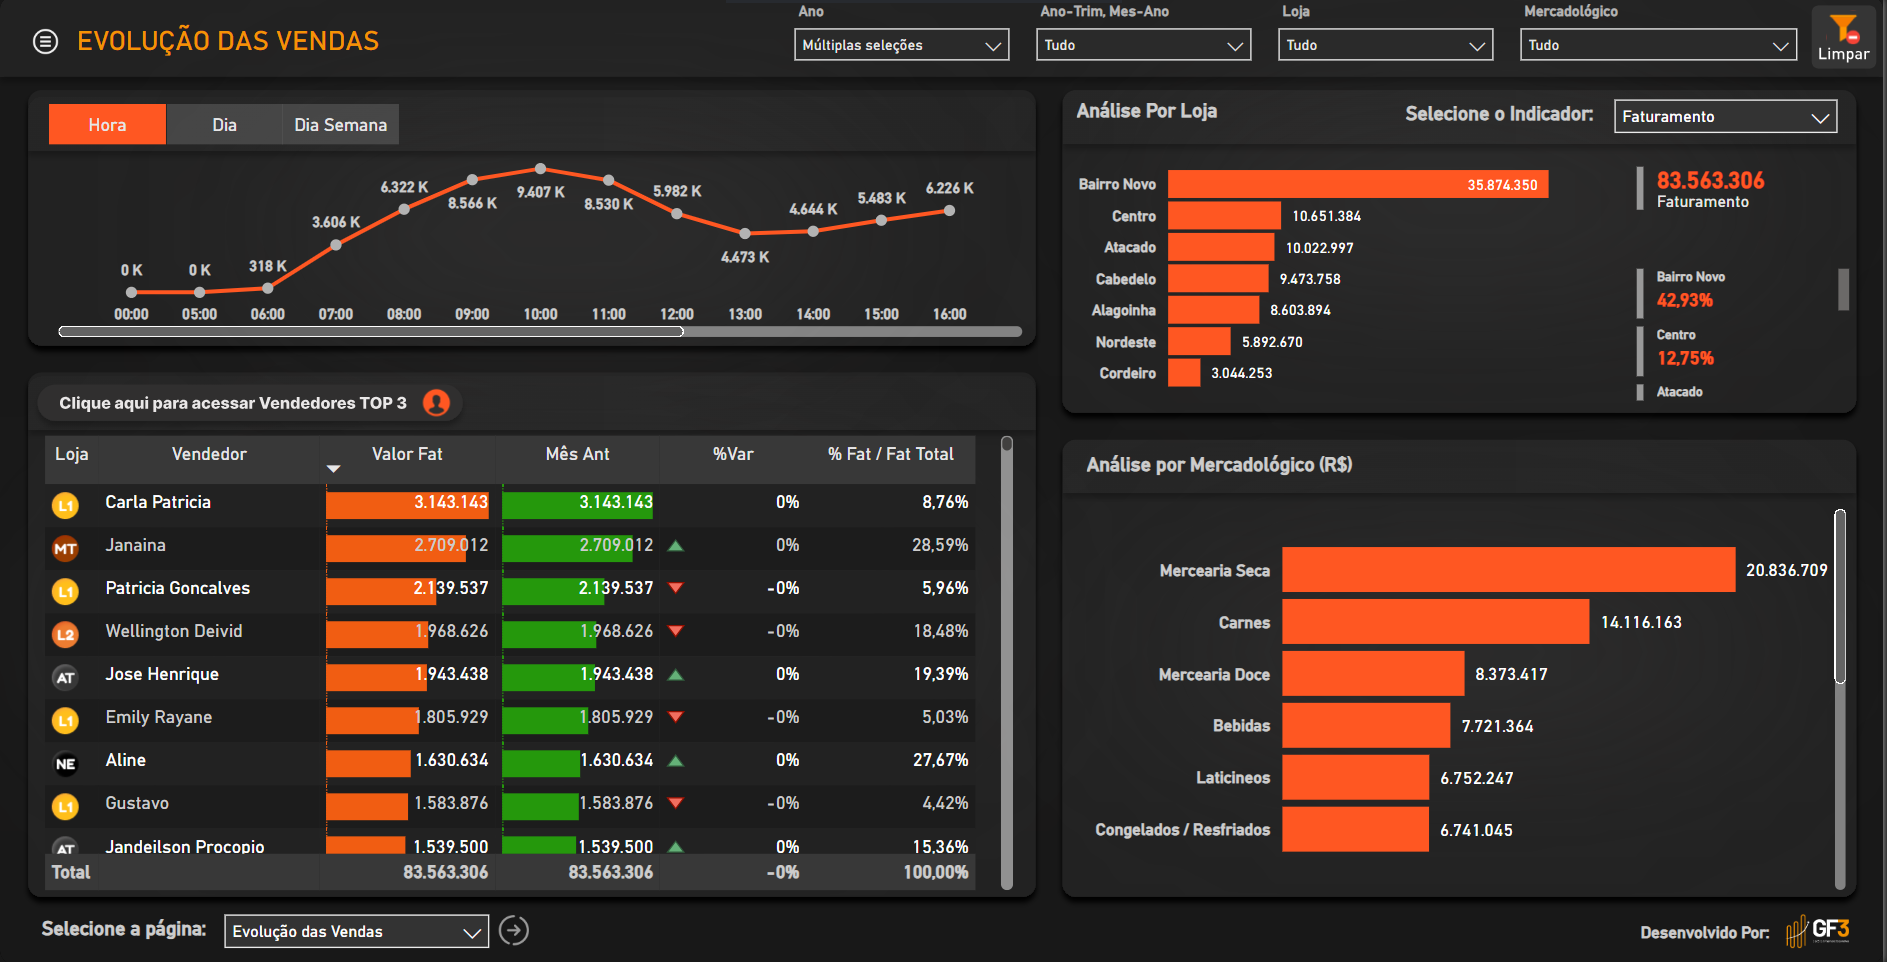 EVOLUÇÃO DAS VENDAS
Ano
Múltiplas seleções
Ano-Trim, Mes-Ano
Tudo
Loja
Tudo
Mercadológico
Tudo
Limpar
Hora Dia Dia Semana
0 K 0 K 318 K 3.606 K 6.322 K 8.566 K 9.407 K 8.530 K 5.982 K 4.473 K 4.644 K 5.483 K 6.226 K
00:00 05:00 06:00 07:00 08:00 09:00 10:00 11:00 12:00 13:00 14:00 15:00 16:00
Análise Por Loja
Selecione o Indicador:
Faturamento
Bairro Novo 35.874.350
Centro 10.651.384
Atacado 10.022.997
Cabedelo 9.473.758
Alagoinha 8.603.894
Nordeste 5.892.670
Cordeiro 3.044.253
83.563.306
Faturamento
Bairro Novo
42,93%
Centro
12,75%
Atacado
Clique aqui para acessar Vendedores TOP 3
Loja Vendedor Valor Fat Mês Ant %Var % Fat / Fat Total
L1 Carla Patricia 3.143.143 3.143.143 0% 8,76%
MT Janaina 2.709.012 2.709.012 0% 28,59%
L1 Patricia Goncalves 2.139.537 2.139.537 -0% 5,96%
L2 Wellington Deivid 1.968.626 1.968.626 -0% 18,48%
AT Jose Henrique 1.943.438 1.943.438 0% 19,39%
L1 Emily Rayane 1.805.929 1.805.929 -0% 5,03%
NE Aline 1.630.634 1.630.634 0% 27,67%
L1 Gustavo 1.583.876 1.583.876 -0% 4,42%
AT Jandeilson Procopio 1.539.500 1.539.500 0% 15,36%
Total 83.563.306 83.563.306 -0% 100,00%
Análise por Mercadológico (R$)
Mercearia Seca 20.836.709
Carnes 14.116.163
Mercearia Doce 8.373.417
Bebidas 7.721.364
Laticineos 6.752.247
Congelados / Resfriados 6.741.045
Selecione a página:
Evolução das Vendas
Desenvolvido Por:
GF3